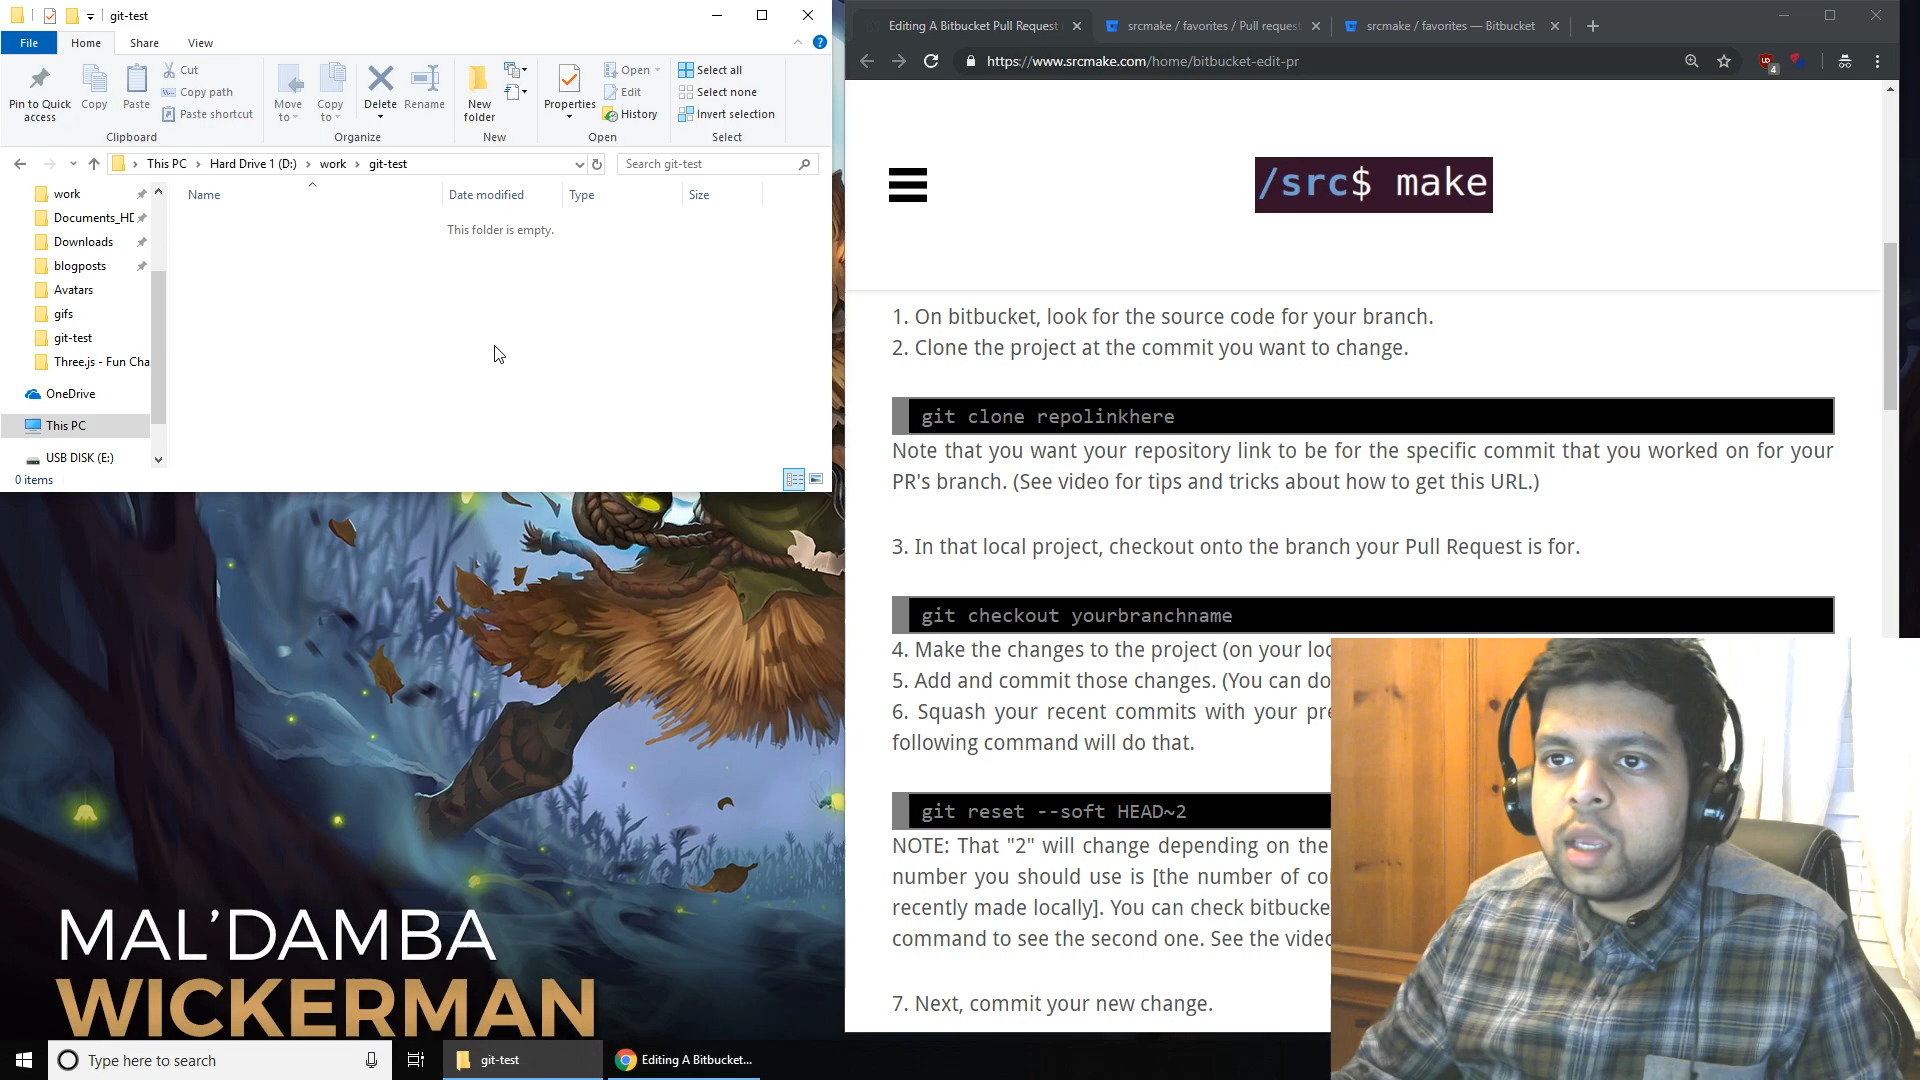 git-test
File
Home
Share
View
Pin to Quick access
Copy
Paste
Cut
Copy path
Paste shortcut
Move to
Copy to
Delete
Rename
New folder
Properties
Open
Edit
History
Select all
Select none
Invert selection
Clipboard
Organize
New
Open
Select
This PC
Hard Drive 1 (D:)
work
git-test
Search git-test
Name
Date modified
Type
Size
This folder is empty.
work
Documents_HD
Downloads
blogposts
Avatars
gifs
git-test
Three.js - Fun Cha
OneDrive
This PC
USB DISK (E:)
0 items
MAL'DAMBA
WICKERMAN
Type here to search
git-test
Editing A Bitbucket...
Editing A Bitbucket Pull Request
srcmake / favorites / Pull request
srcmake / favorites — Bitbucket
https://www.srcmake.com/home/bitbucket-edit-pr
4
/src$ make
1. On bitbucket, look for the source code for your branch.
2. Clone the project at the commit you want to change.
git clone repolinkhere
Note that you want your repository link to be for the specific commit that you worked on for your
PR's branch. (See video for tips and tricks about how to get this URL.)
3. In that local project, checkout onto the branch your Pull Request is for.
git checkout yourbranchname
4. Make the changes to the project (on your loc
5. Add and commit those changes. (You can do
6. Squash your recent commits with your pre
following command will do that.
git reset --soft HEAD~2
NOTE: That "2" will change depending on the
number you should use is [the number of co
recently made locally]. You can check bitbucke
command to see the second one. See the video
7. Next, commit your new change.